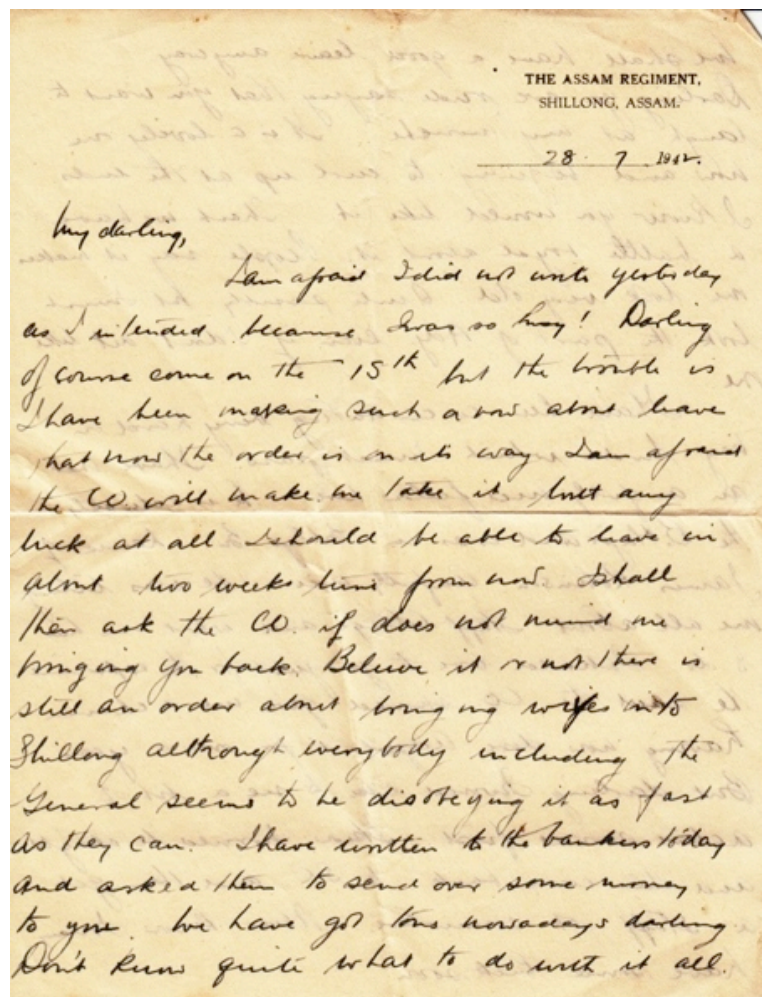 THE ASSAM REGIMENT,
SHILLONG, ASSAM.
28 7 1942.
My darling,
I am afraid I did not write yesterday
as I intended because I was so busy! Darling
of course come on the 15th but the trouble is
I have been making such a row about leave
that now the order is on its way I am afraid
the CO. will make me take it with any
luck at all I should be able to leave in
about two weeks time from now I shall
then ask the CO. if does not mind me
bringing you back. Believe it or not there is
still an order about bringing wifes into
Shillong although everybody including the
General seems to be disobeying it as fast
as they can. I have written to the bankers today
and asked them to send over some money
to you. We have got tons nowadays darling
Don't know quite what to do with it all.